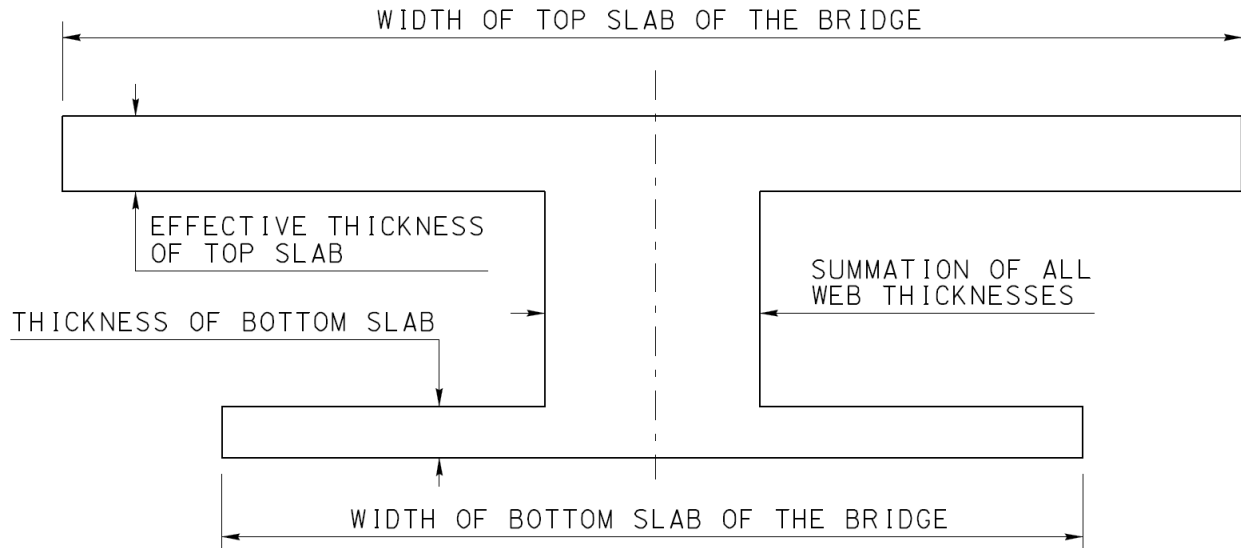 WIDTH OF TOP SLAB OF THE BRIDGE
EFFECTIVE THICKNESS
OF TOP SLAB
SUMMATION OF ALL
WEB THICKNESSES
THICKNESS OF BOTTOM SLAB
WIDTH OF BOTTOM SLAB OF THE BRIDGE